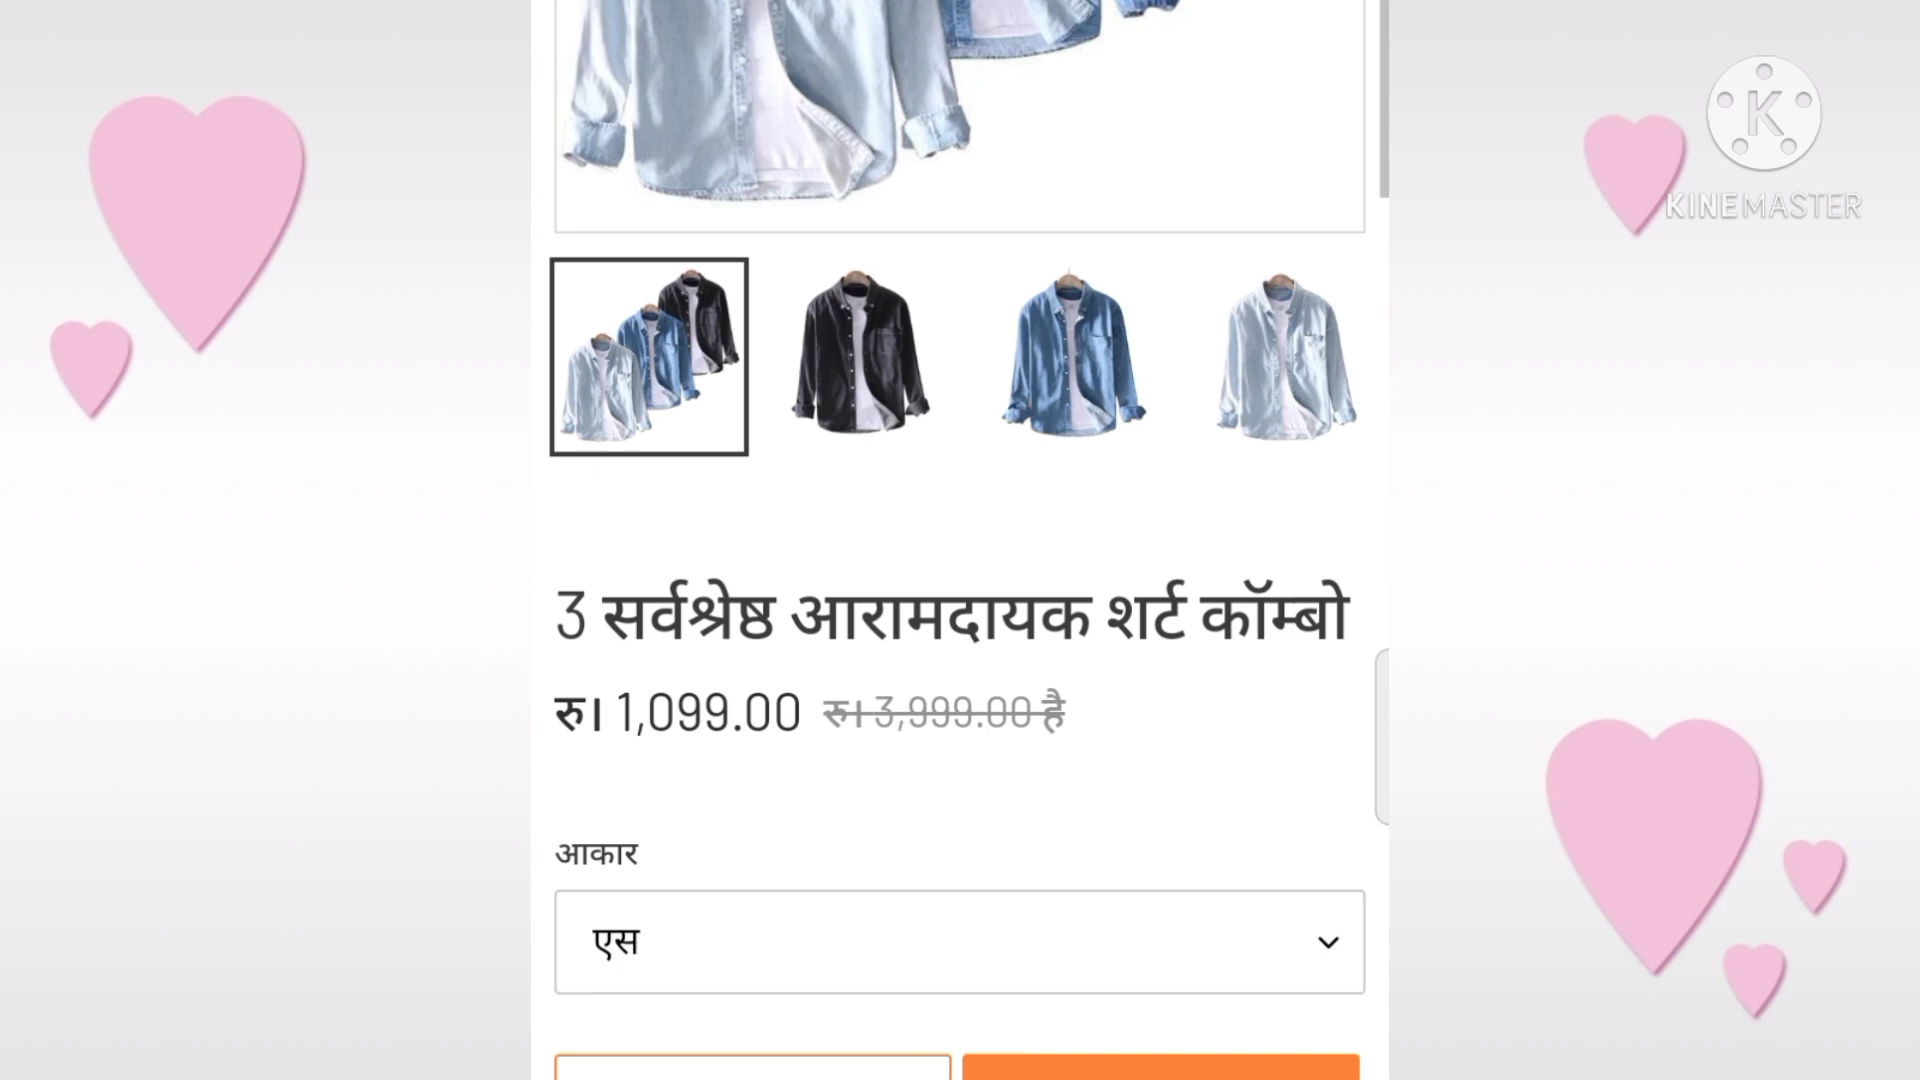 K
KINEMASTER
3 सर्वश्रेष्ठ आरामदायक शर्ट कॉम्बो
रु। 1,099.00 रु। 3,999.00 है
आकार
एस